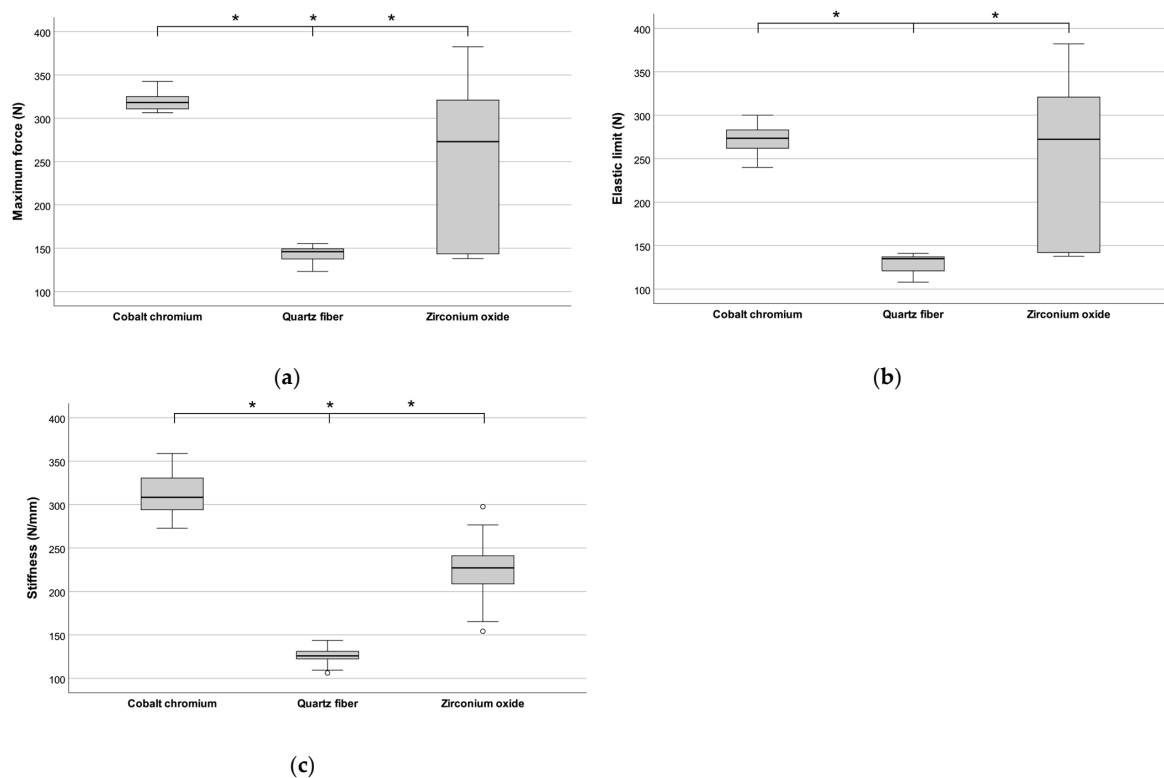 * * *
400
350
300
250
200
150
100
Maximum force (N)
Cobalt chromium Quartz fiber Zirconium oxide
(a)
* *
400
350
300
250
200
150
100
Elastic limit (N)
Cobalt chromium Quartz fiber Zirconium oxide
(b)
* * *
400
350
300
250
200
150
100
Stiffness (N/mm)
Cobalt chromium Quartz fiber Zirconium oxide
(c)